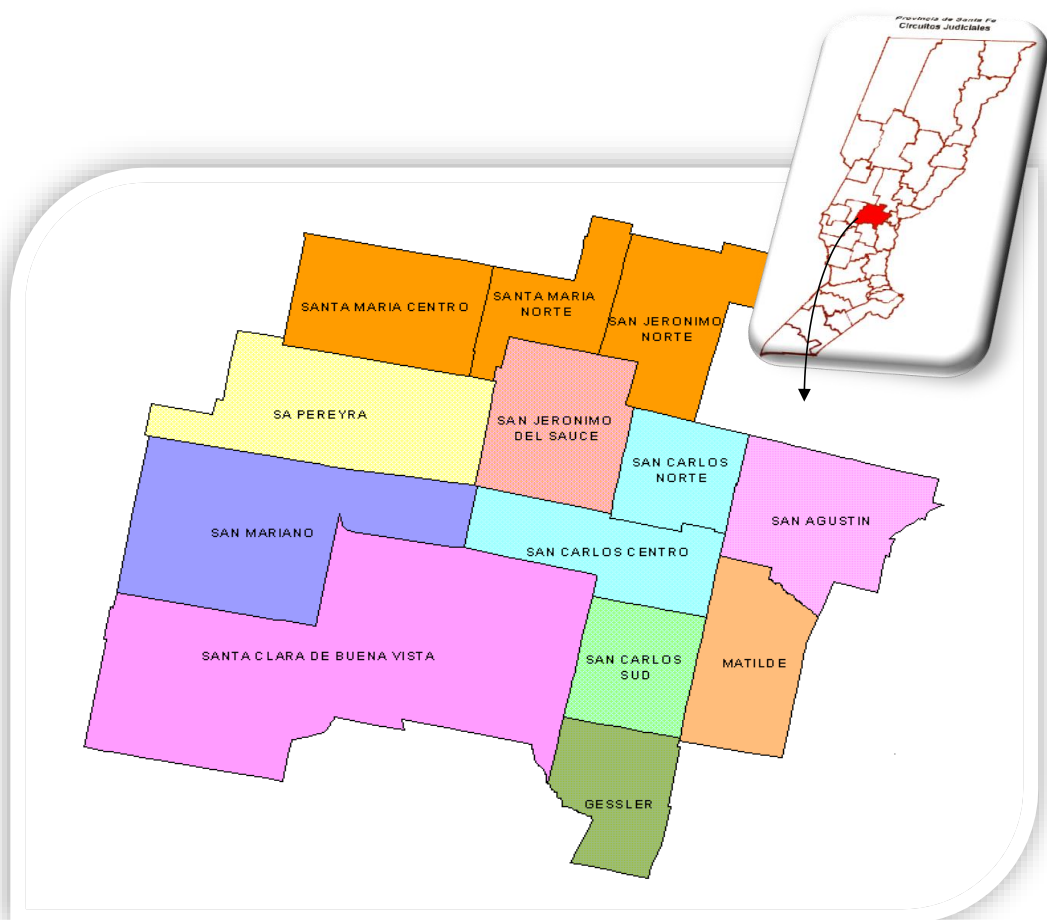 Provincia de Santa Fe
Circuitos Judiciales
SANTA MARIA CENTRO
SANTA MARIA
NORTE
SAN JERONIMO
NORTE
SA PEREYRA
SAN JERONIMO
DEL SAUCE
SAN CARLOS
NORTE
SAN AGUSTIN
SAN MARIANO
SAN CARLOS CENTRO
SANTA CLARA DE BUENA VISTA
SAN CARLOS
SUD
MATILDE
GESSLER